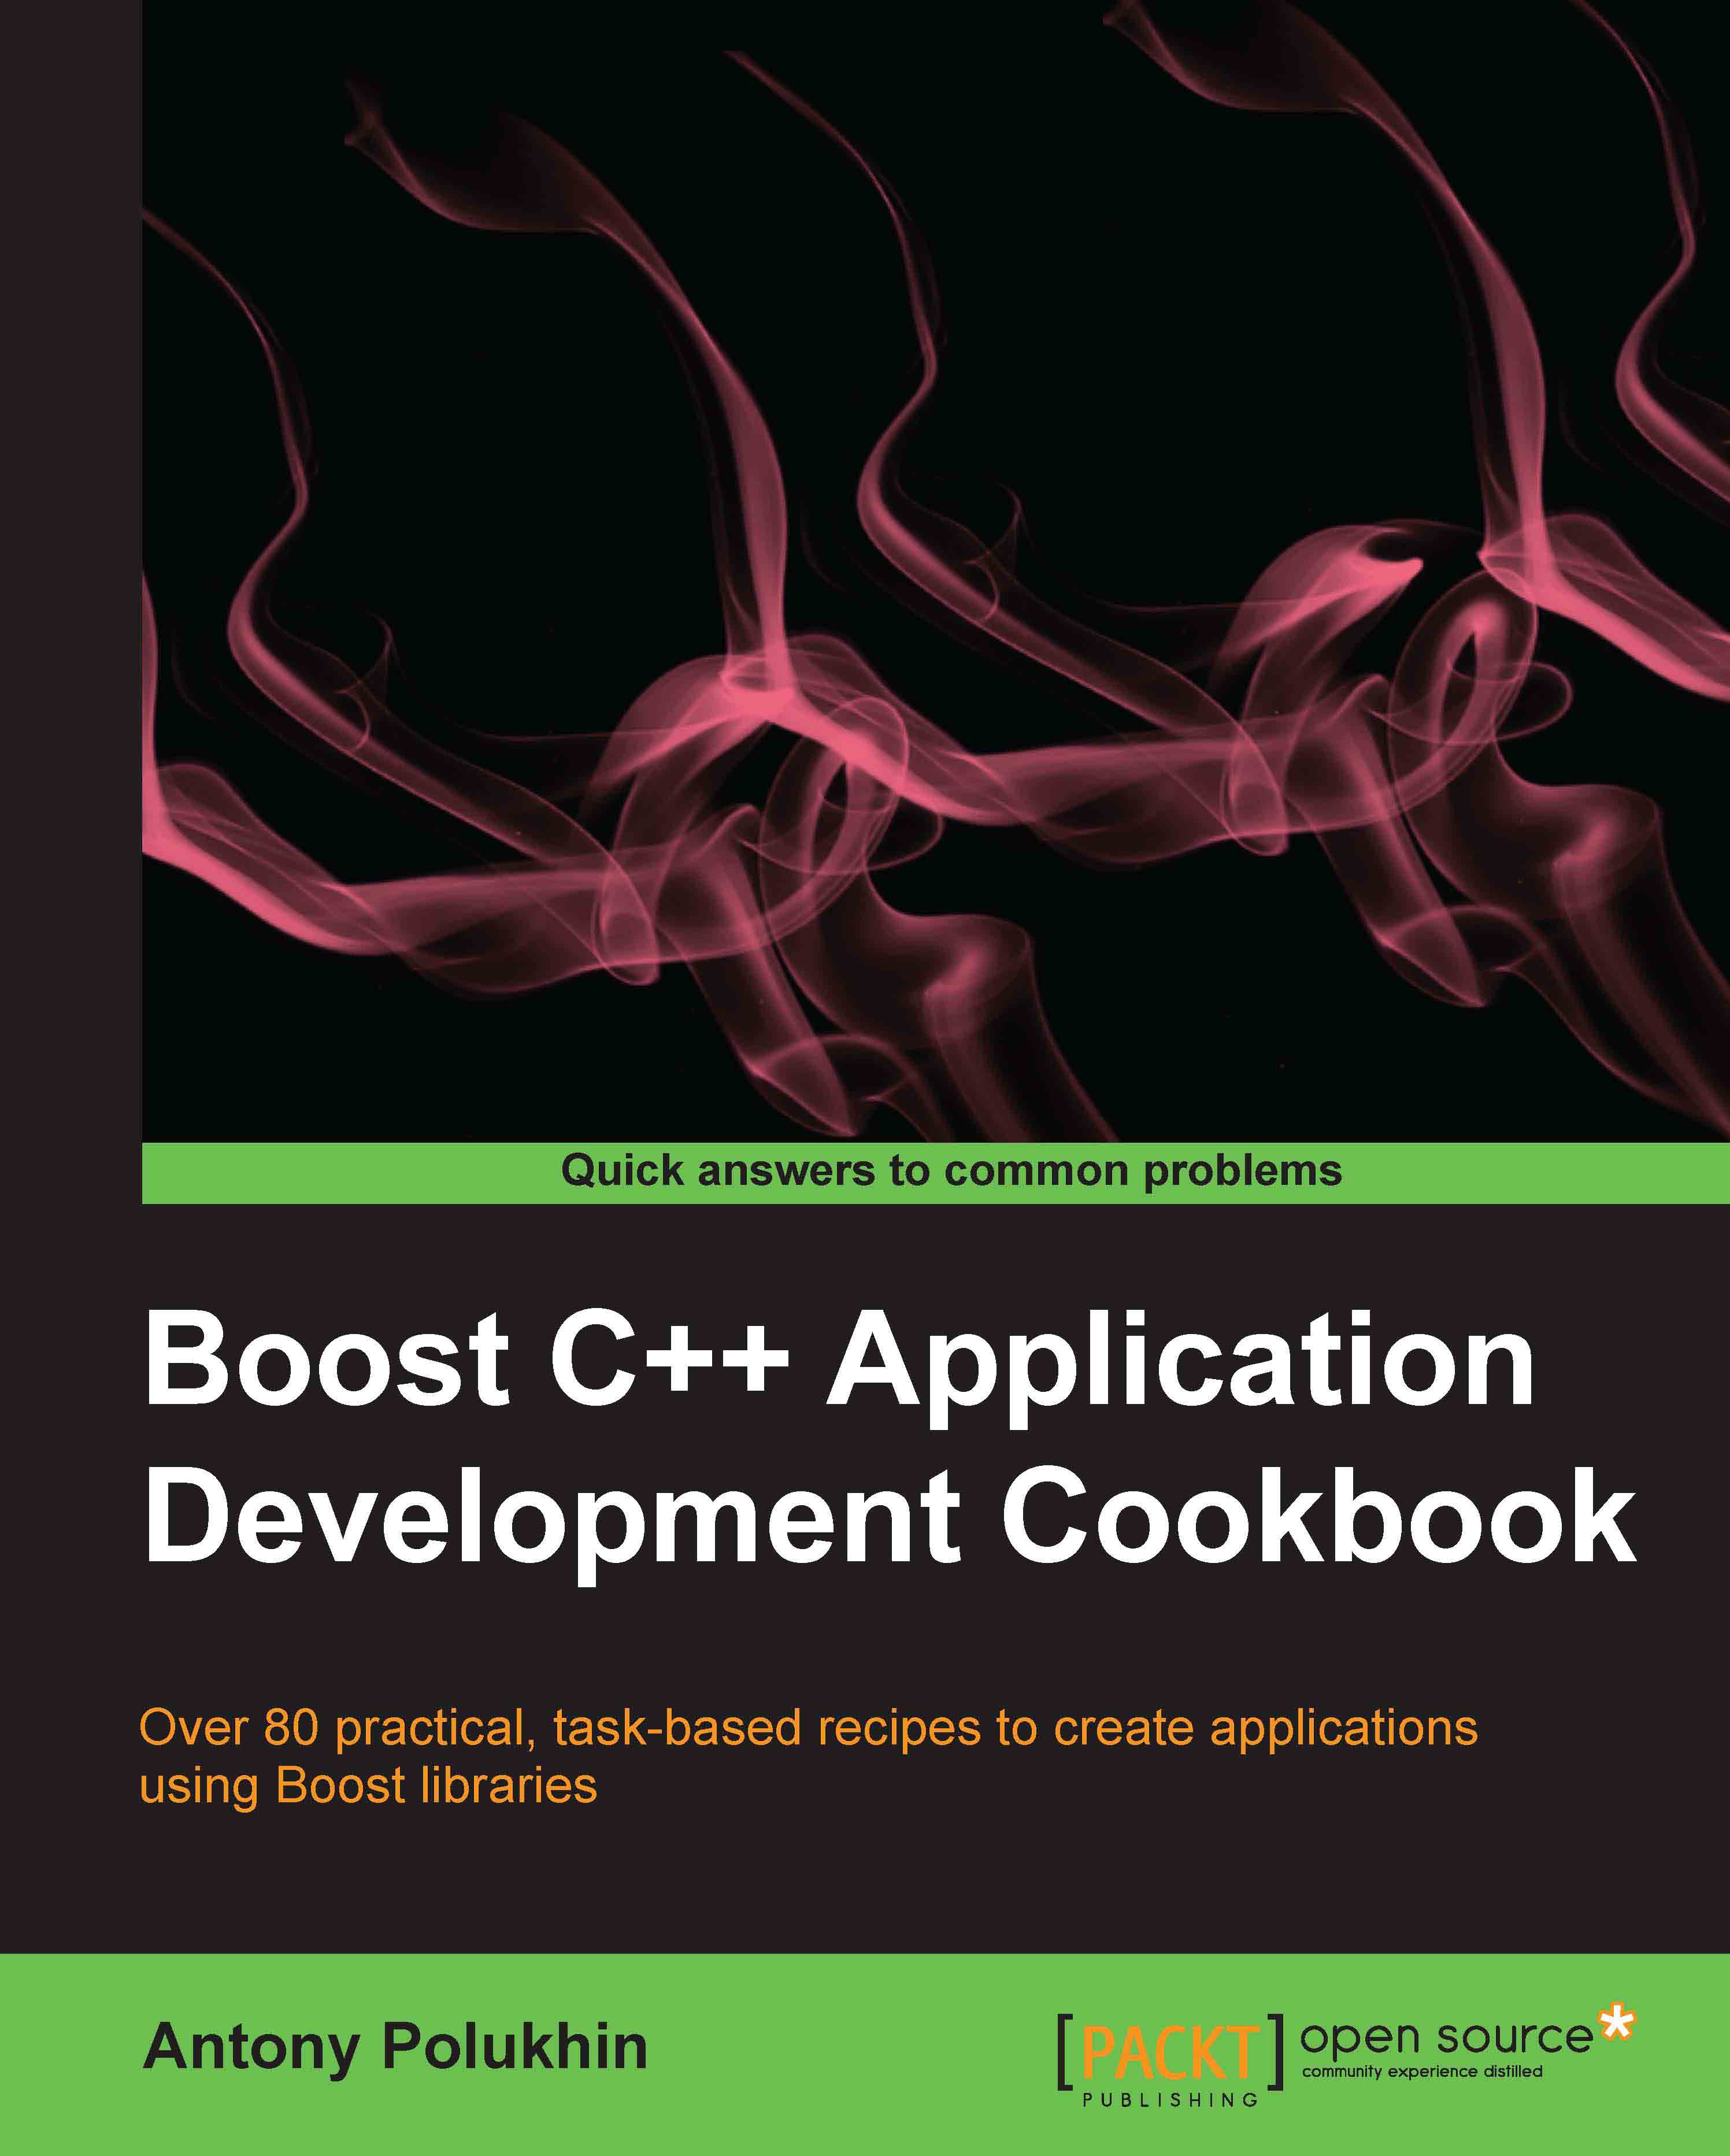 Quick answers to common problems
Boost C++ Application
Development Cookbook
Over 80 practical, task-based recipes to create applications
using Boost libraries
Antony Polukhin
[PACKT]
PUBLISHING
open source*
community experience distilled